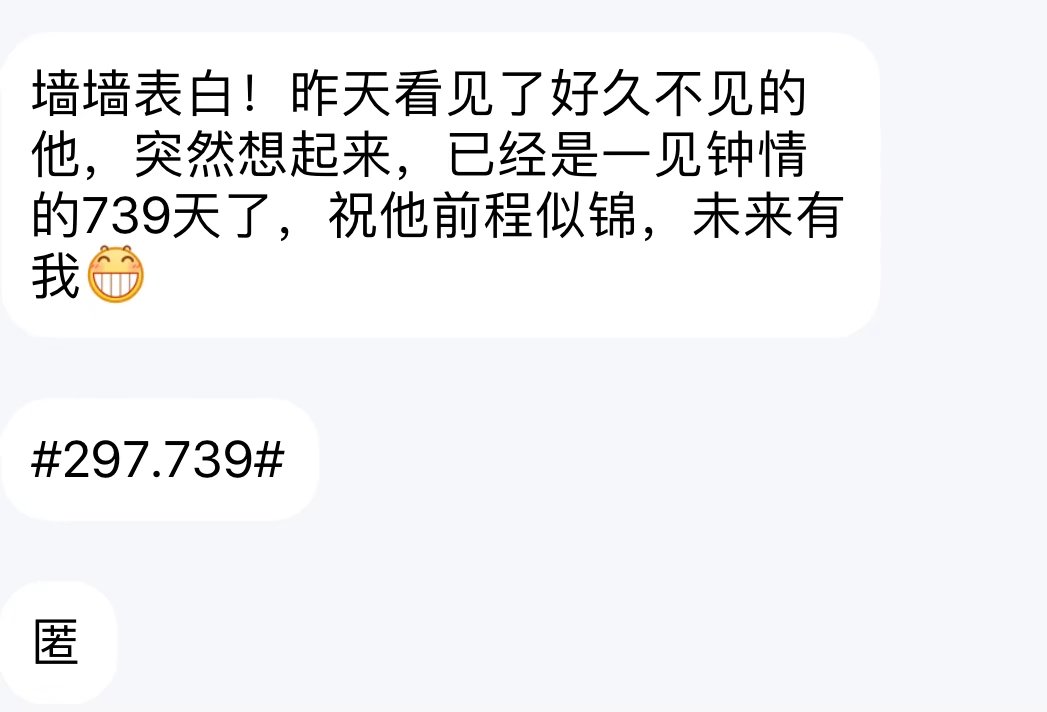 墙墙表白！昨天看见了好久不见的
他，突然想起来，已经是一见钟情
的739天了，祝他前程似锦，未来有
我😁
#297.739#
匿